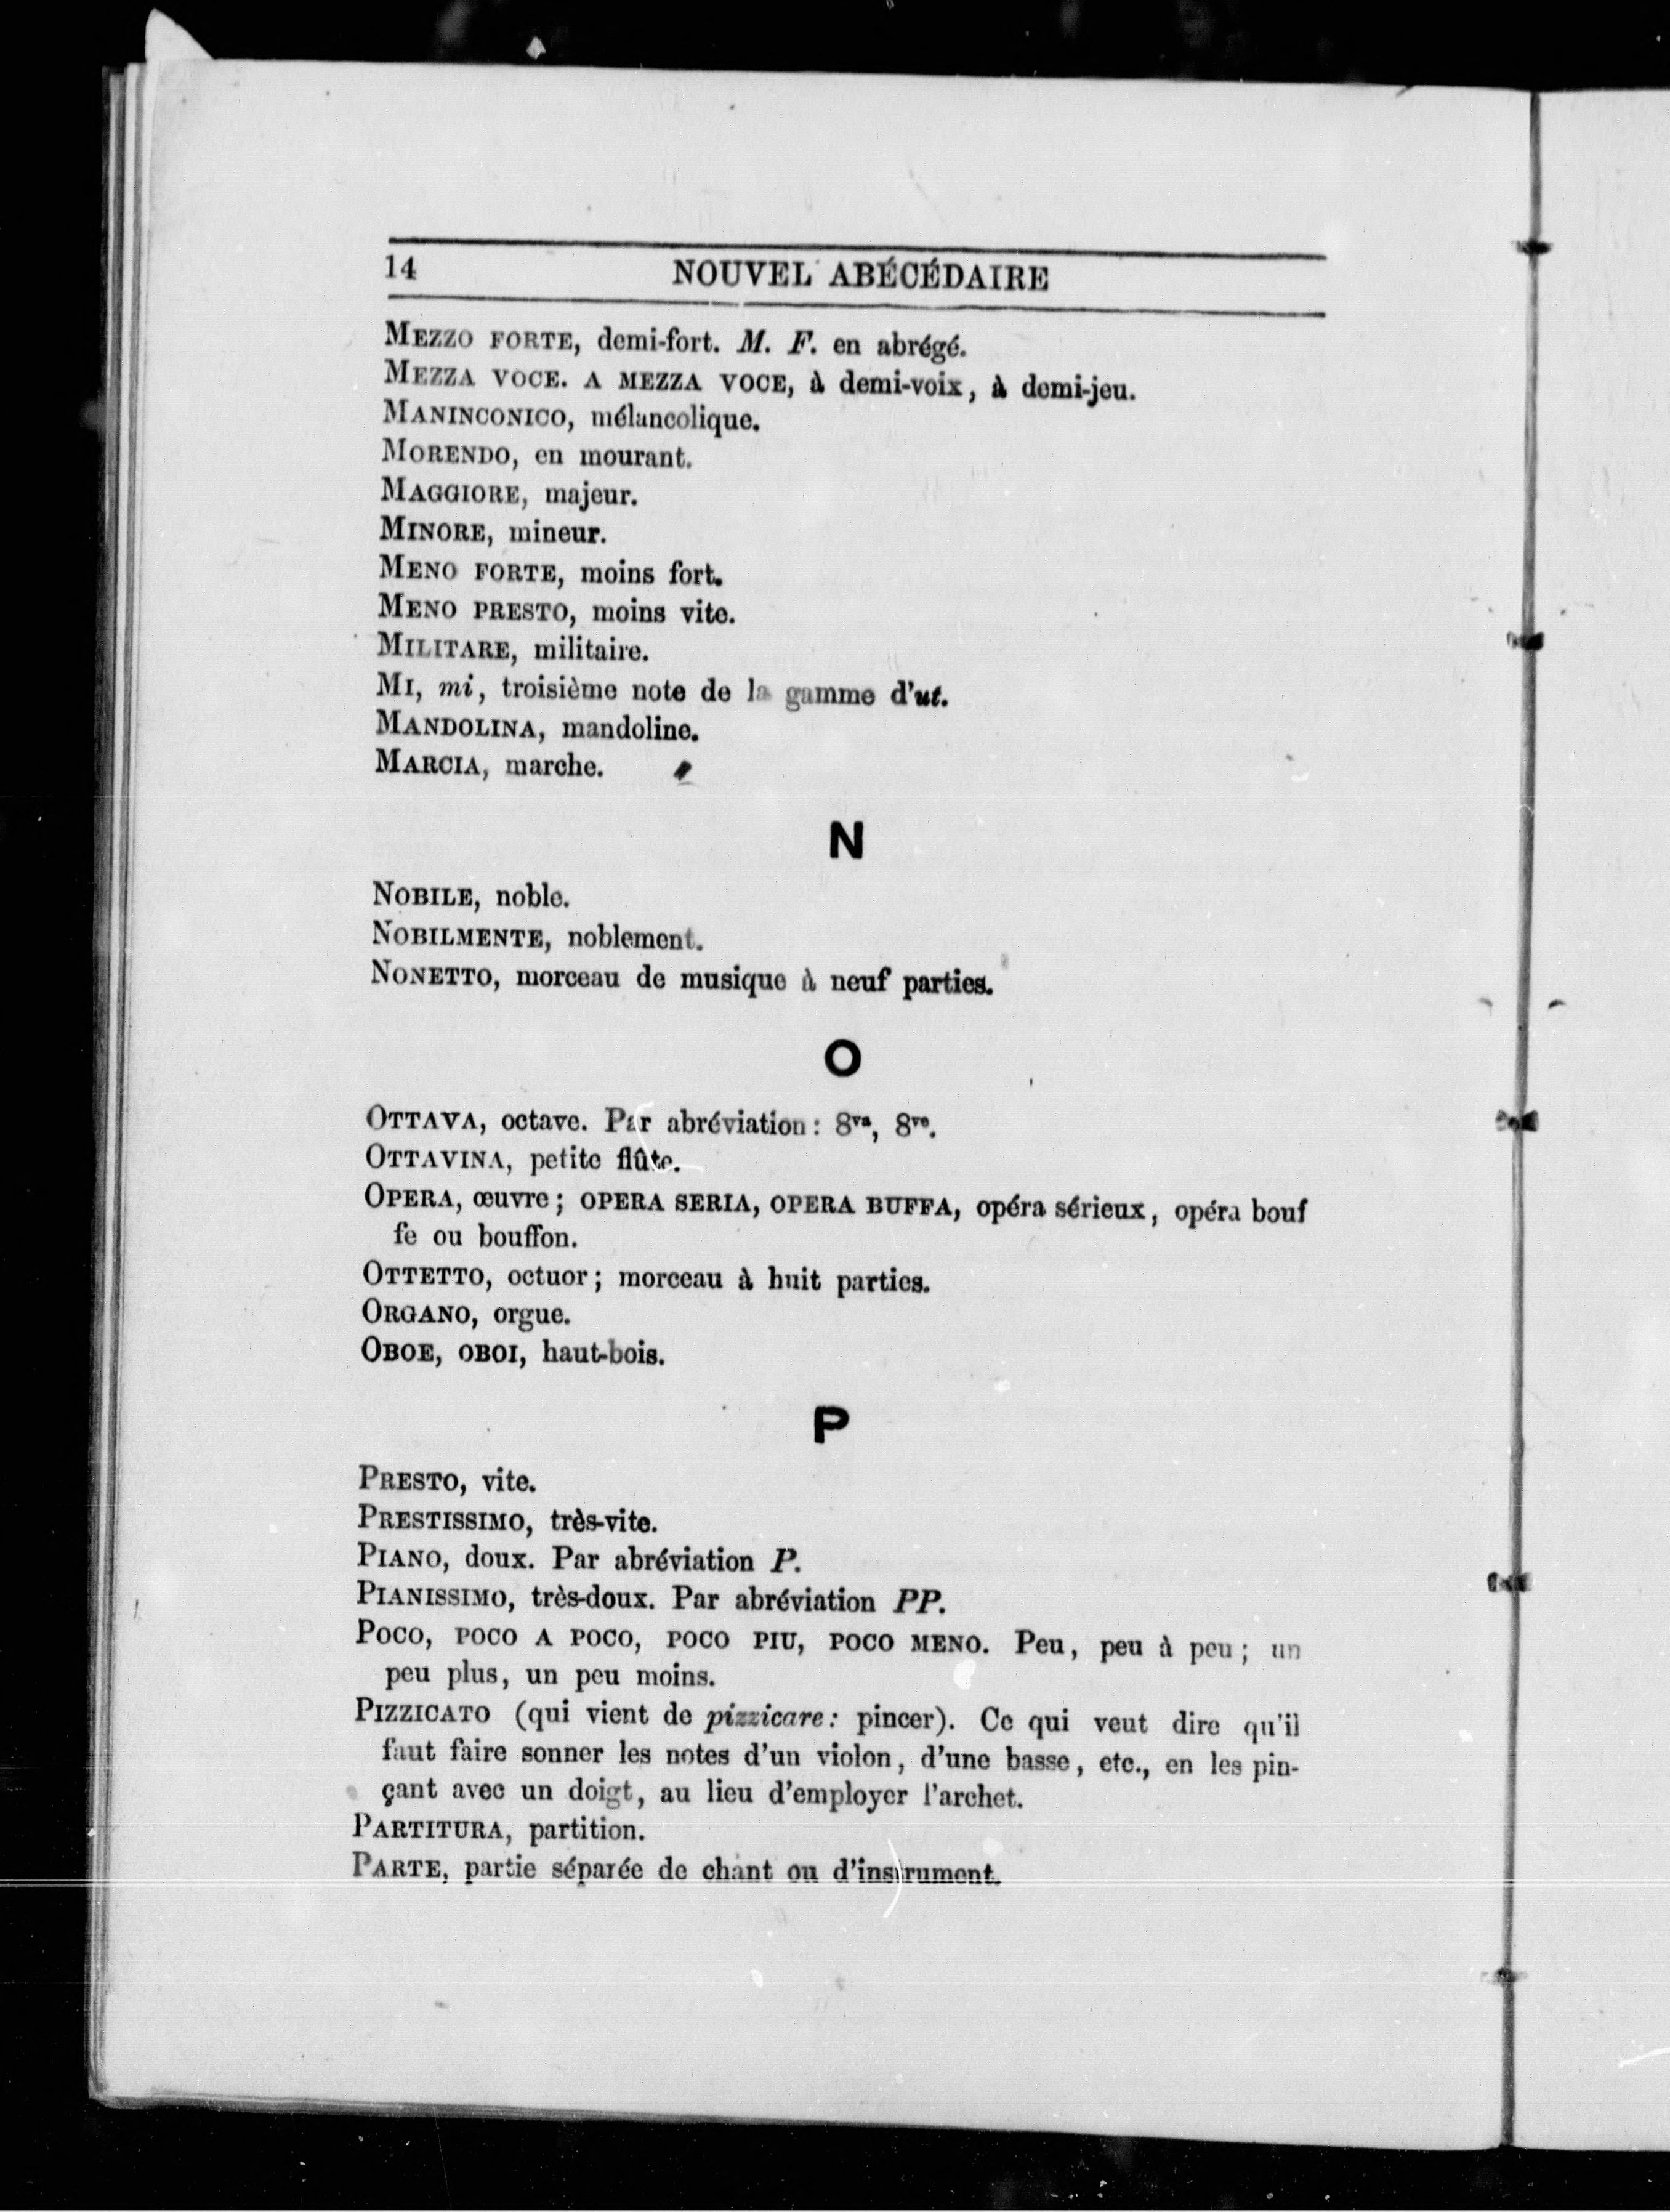 14 NOUVEL ABÉCÉDAIRE
MEZZO FORTE, demi-fort. M. F. en abrégé.
MEZZA VOCE. A MEZZA VOCE, à demi-voix, à demi-jeu.
MANINCONICO, mélancolique.
MORENDO, en mourant.
MAGGIORE, majeur.
MINORE, mineur.
MENO FORTE, moins fort.
MENO PRESTO, moins vite.
MILITARE, militaire.
MI, mi, troisième note de la gamme d'ut.
MANDOLINA, mandoline.
MARCIA, marche.
N
NOBILE, noble.
NOBILMENTE, noblement.
NONETTO, morceau de musique à neuf parties.
O
OTTAVA, octave. Par abréviation : 8va, 8ve.
OTTAVINA, petite flûte.
OPERA, œuvre ; OPERA SERIA, OPERA BUFFA, opéra sérieux, opéra bouf
fe ou bouffon.
OTTETTO, octuor ; morceau à huit parties.
ORGANO, orgue.
OBOE, OBOI, haut-bois.
P
PRESTO, vite.
PRESTISSIMO, très-vite.
PIANO, doux. Par abréviation P.
PIANISSIMO, très-doux. Par abréviation PP.
POCO, POCO A POCO, POCO PIU, POCO MENO. Peu, peu à peu ; un
peu plus, un peu moins.
PIZZICATO (qui vient de pizzicare : pincer). Ce qui veut dire qu'il
faut faire sonner les notes d'un violon, d'une basse, etc., en les pin-
çant avec un doigt, au lieu d'employer l'archet.
PARTITURA, partition.
PARTE, partie séparée de chant ou d'instrument.